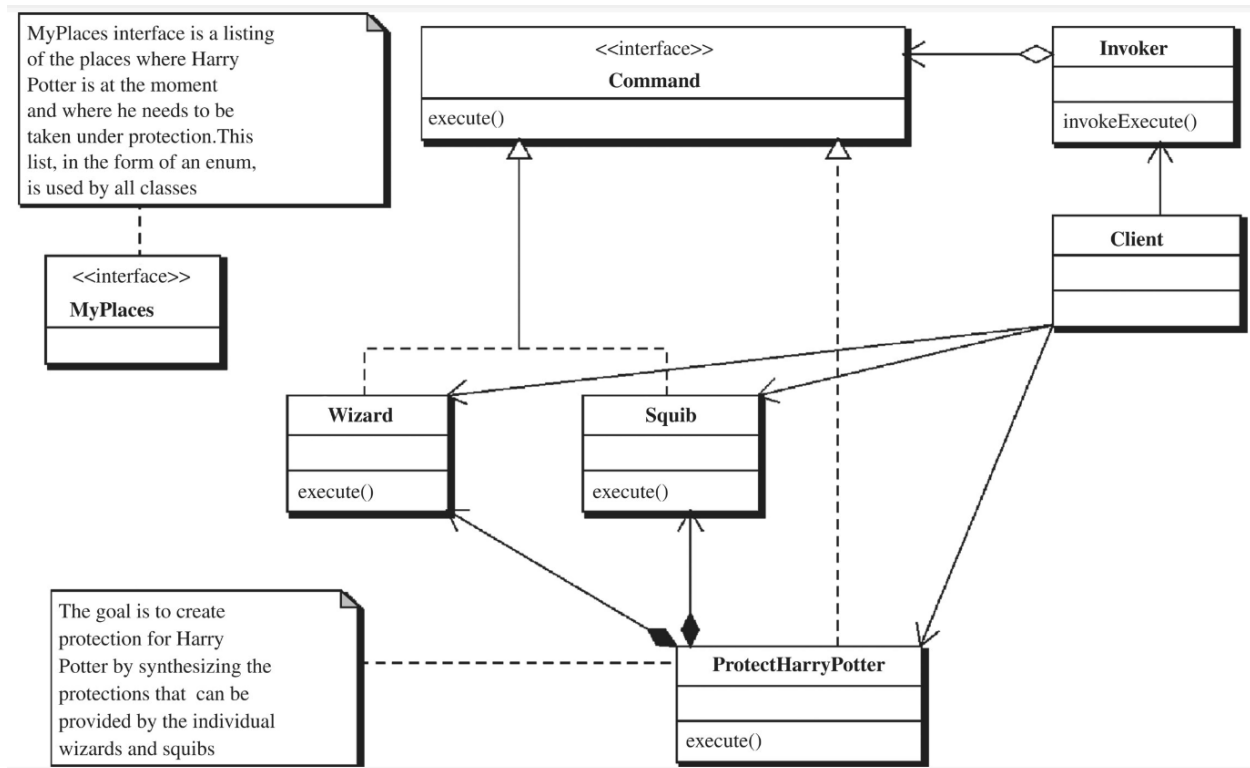 MyPlaces interface is a listing
of the places where Harry
Potter is at the moment
and where he needs to be
taken under protection.This
list, in the form of an enum,
is used by all classes
<<interface>>
Command
execute()
Invoker
invokeExecute()
Client
<<interface>>
MyPlaces
Wizard
execute()
Squib
execute()
The goal is to create
protection for Harry
Potter by synthesizing the
protections that can be
provided by the individual
wizards and squibs
ProtectHarryPotter
execute()